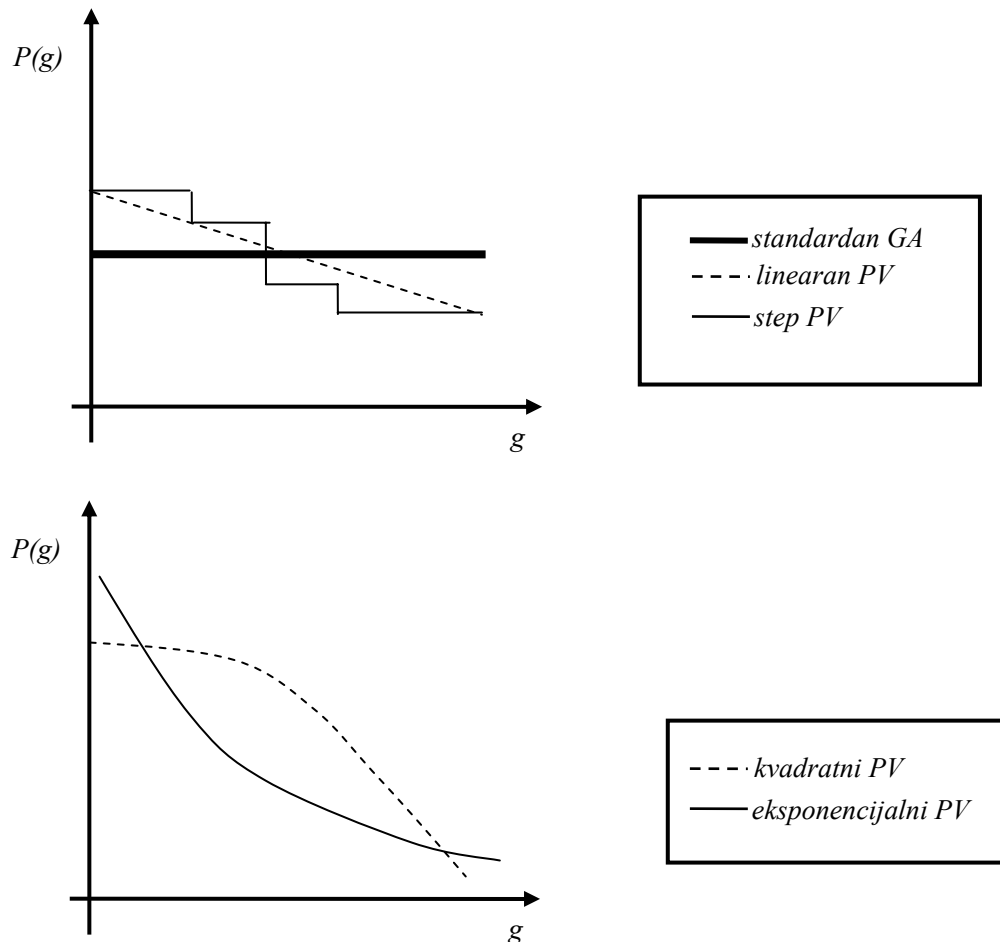 P(g)
standardan GA
linearan PV
step PV
g
P(g)
kvadratni PV
eksponencijalni PV
g